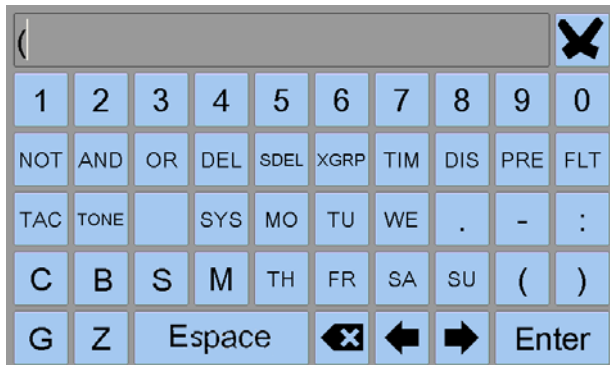 (
1 2 3 4 5 6 7 8 9 0
NOT AND OR DEL SDEL XGRP TIM DIS PRE FLT
TAC TONE SYS MO TU WE . - :
C B S M TH FR SA SU ( )
G Z Espace Enter